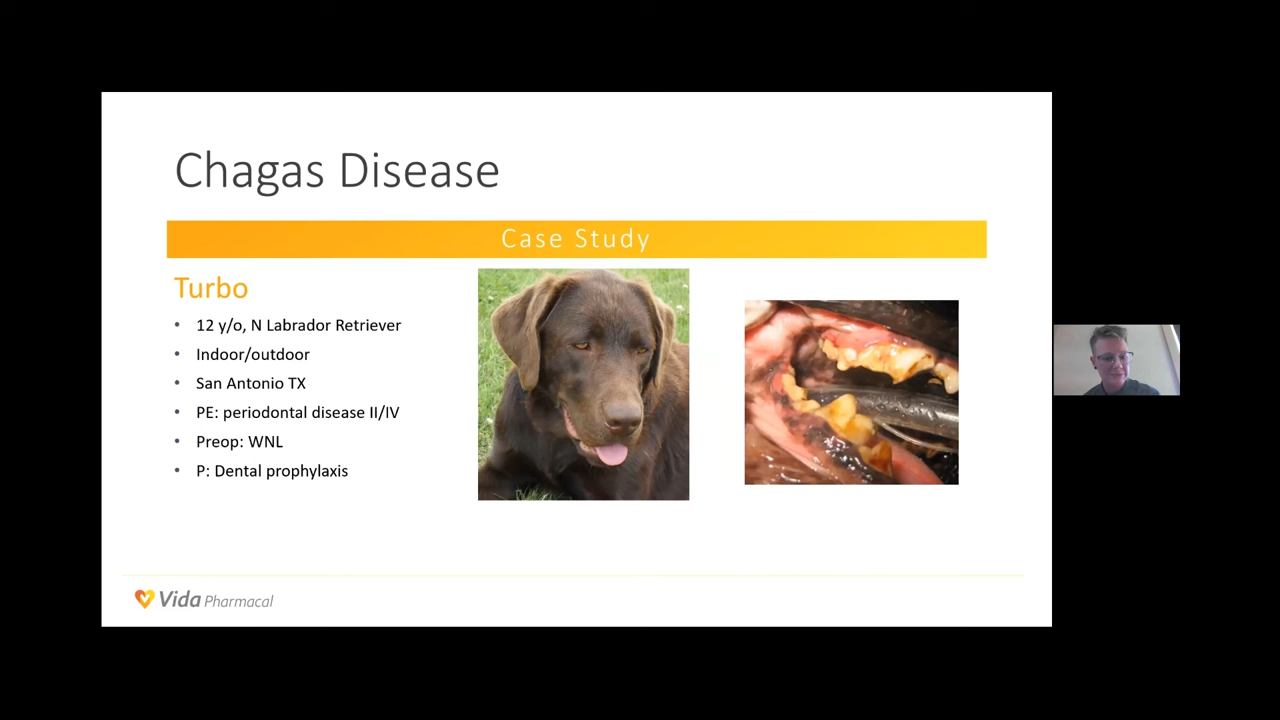 Chagas Disease
Case Study
Turbo
• 12 y/o, N Labrador Retriever
• Indoor/outdoor
• San Antonio TX
• PE: periodontal disease II/IV
• Preop: WNL
• P: Dental prophylaxis
Vida Pharmacal